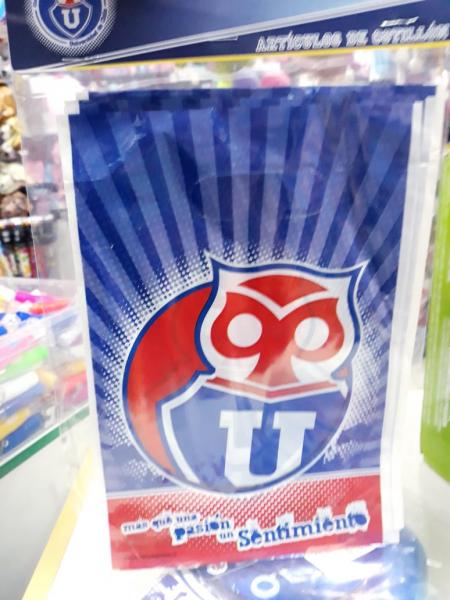 U
ARTÍCULOS DE COTILLÓN
U
mas que una
pasión
un Sentimiento